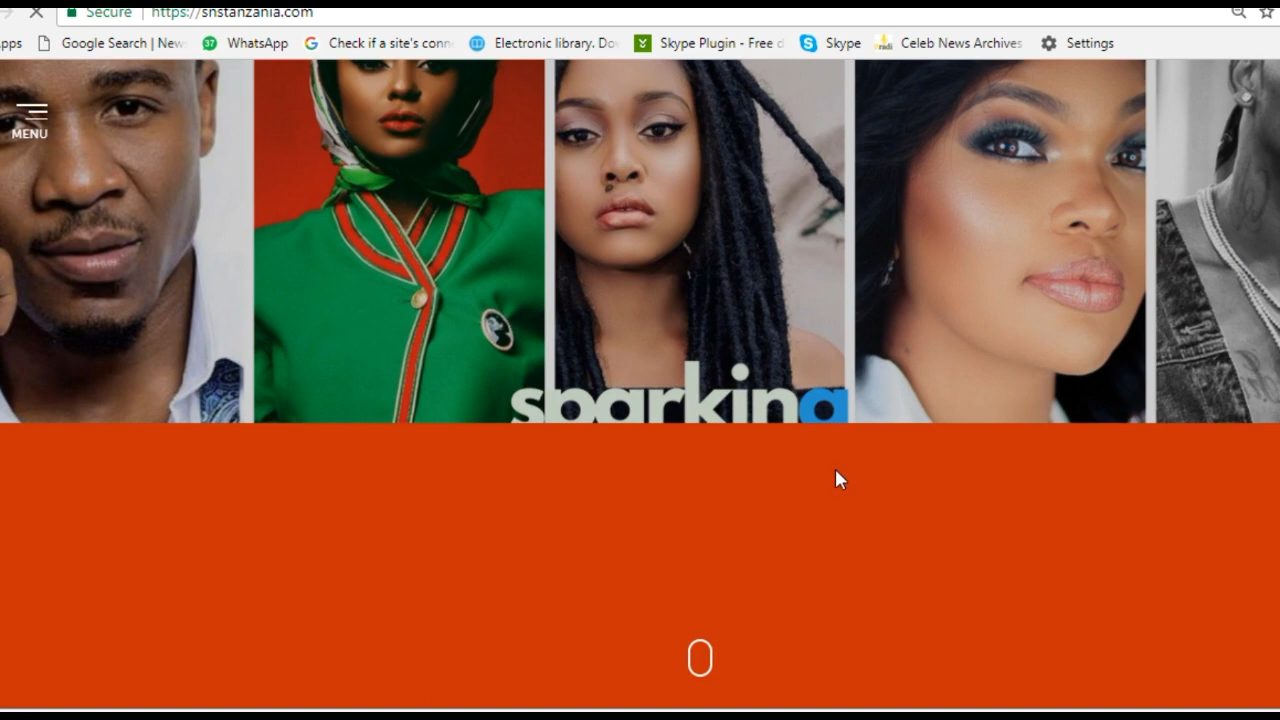 Secure https://snstanzania.com
pps Google Search | New 37 WhatsApp Check if a site's conn Electronic library. Do Skype Plugin - Free d Skype Celeb News Archives Settings
MENU
sparking